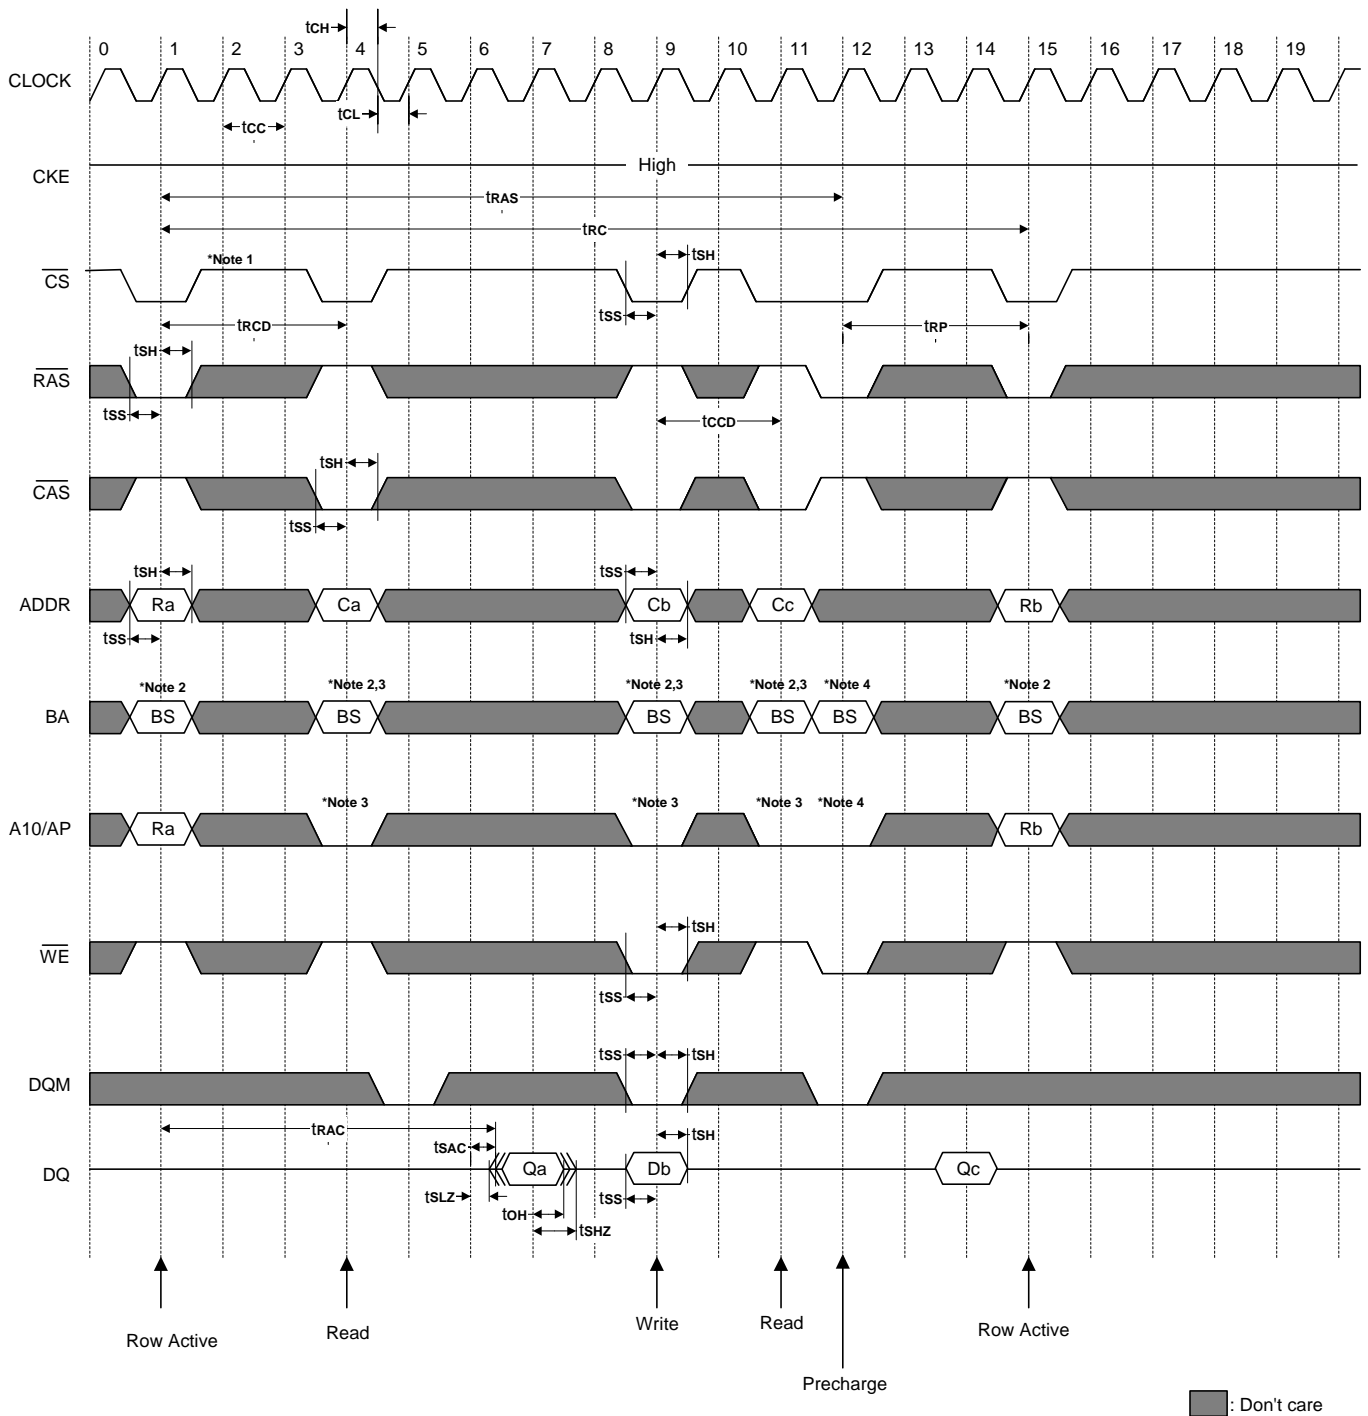 tCH
0 1 2 3 4 5 6 7 8 9 10 11 12 13 14 15 16 17 18 19
CLOCK
tCL
tCC
High
CKE
tRAS
tRC
*Note 1
tSH
CS
tSS
tRCD
tRP
tSH
RAS
tSS
tCCD
tSH
CAS
tSS
tSH
tSS
ADDR
Ra Ca Cb Cc Rb
tSS
tSH
*Note 2 *Note 2,3 *Note 2,3 *Note 2,3 *Note 4 *Note 2
BA
BS BS BS BS BS BS
*Note 3 *Note 3 *Note 3 *Note 4
A10/AP
Ra Rb
tSH
WE
tSS
tSS tSH
DQM
tRAC
tSH
tSAC
DQ
Qa Db Qc
tSLZ
tSS
tOH
tSHZ
Row Active Read Write Read Row Active
Precharge
: Don't care